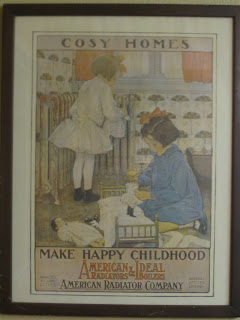 COSY HOMES
MAKE HAPPY CHILDHOOD
AMERICAN & IDEAL
RADIATORS BOILERS
AMERICAN RADIATOR COMPANY